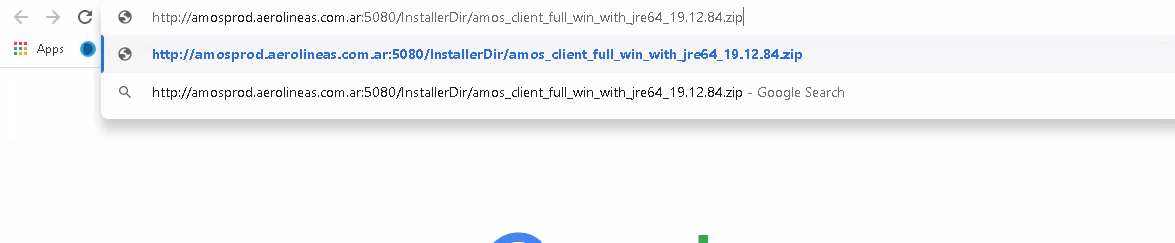 http://amosprod.aerolineas.com.ar:5080/InstallerDir/amos_client_full_win_with_jre64_19.12.84.zip
Apps
http://amosprod.aerolineas.com.ar:5080/InstallerDir/amos_client_full_win_with_jre64_19.12.84.zip
http://amosprod.aerolineas.com.ar:5080/InstallerDir/amos_client_full_win_with_jre64_19.12.84.zip - Google Search